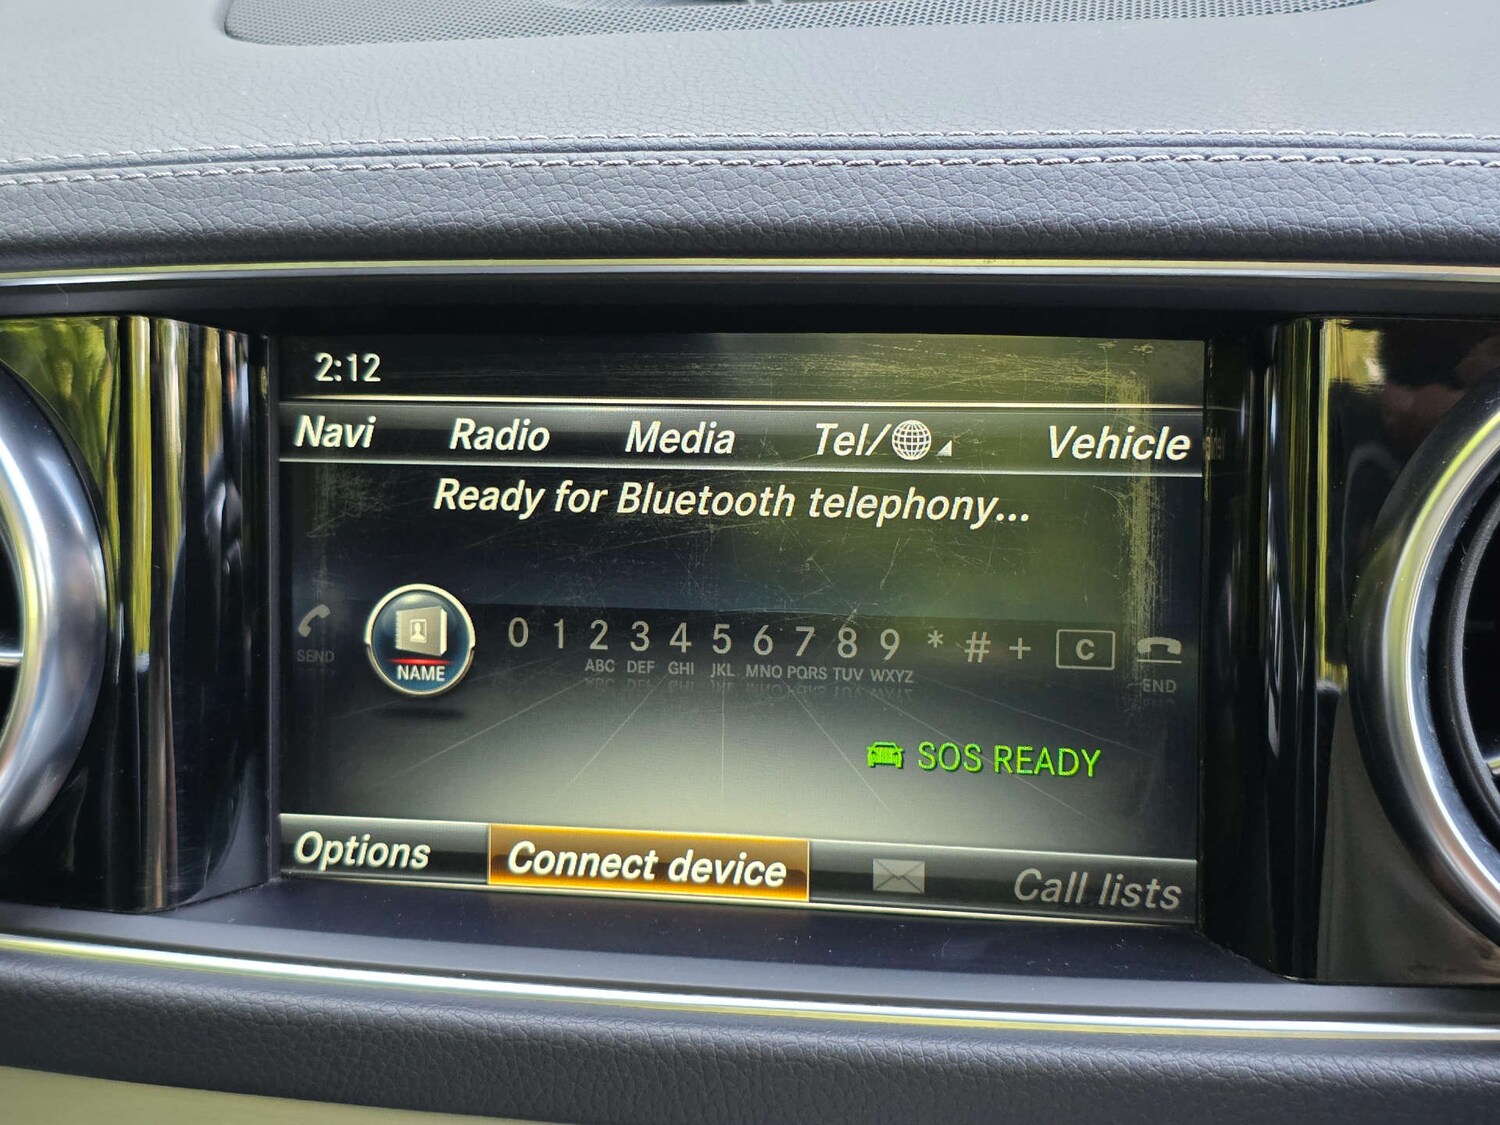 2:12
Navi Radio Media Tel/ Vehicle
Ready for Bluetooth telephony...
SEND NAME 0 1 2 3 4 5 6 7 8 9 * # + C END
ABC DEF GHI JKL MNO PQRS TUV WXYZ
SOS READY
Options Connect device Call lists